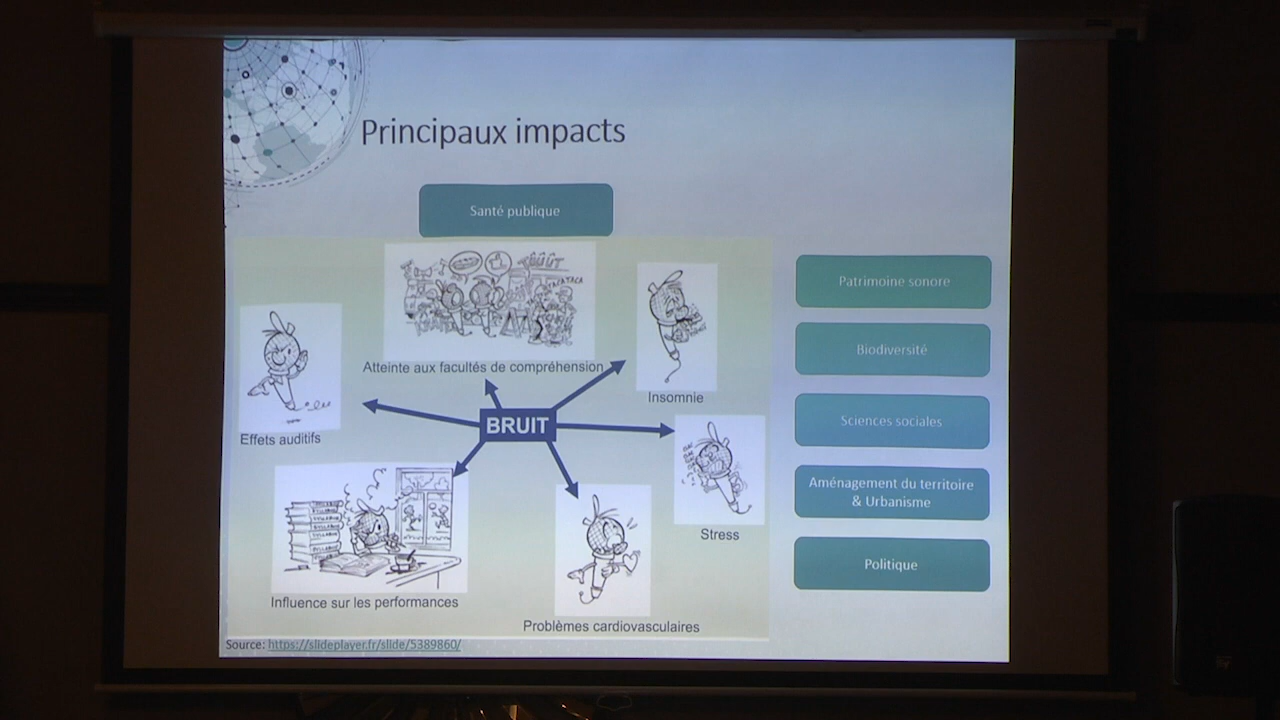 Principaux impacts
Santé publique
Atteinte aux facultés de compréhension
Insomnie
Effets auditifs
BRUIT
Stress
Influence sur les performances
Problèmes cardiovasculaires
Source: https://slideplayer.fr/slide/5389860/
Patrimoine sonore
Biodiversité
Sciences sociales
Aménagement du territoire
& Urbanisme
Politique